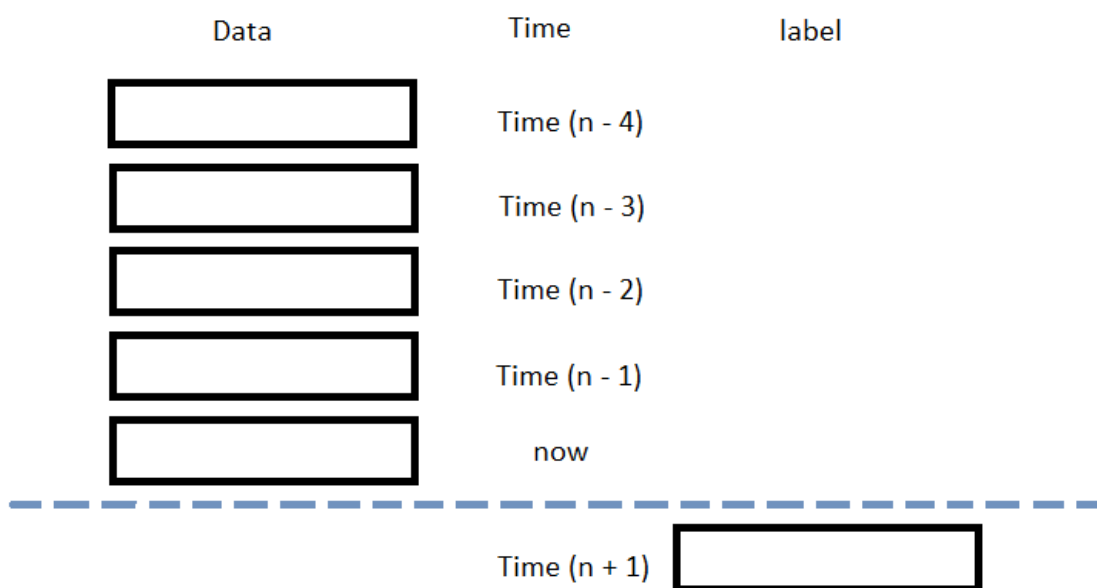 Data Time label
Time (n - 4)
Time (n - 3)
Time (n - 2)
Time (n - 1)
now
Time (n + 1)